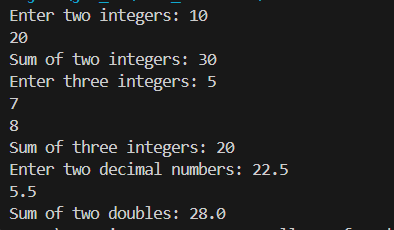 Enter two integers: 10
20
Sum of two integers: 30
Enter three integers: 5
7
8
Sum of three integers: 20
Enter two decimal numbers: 22.5
5.5
Sum of two doubles: 28.0